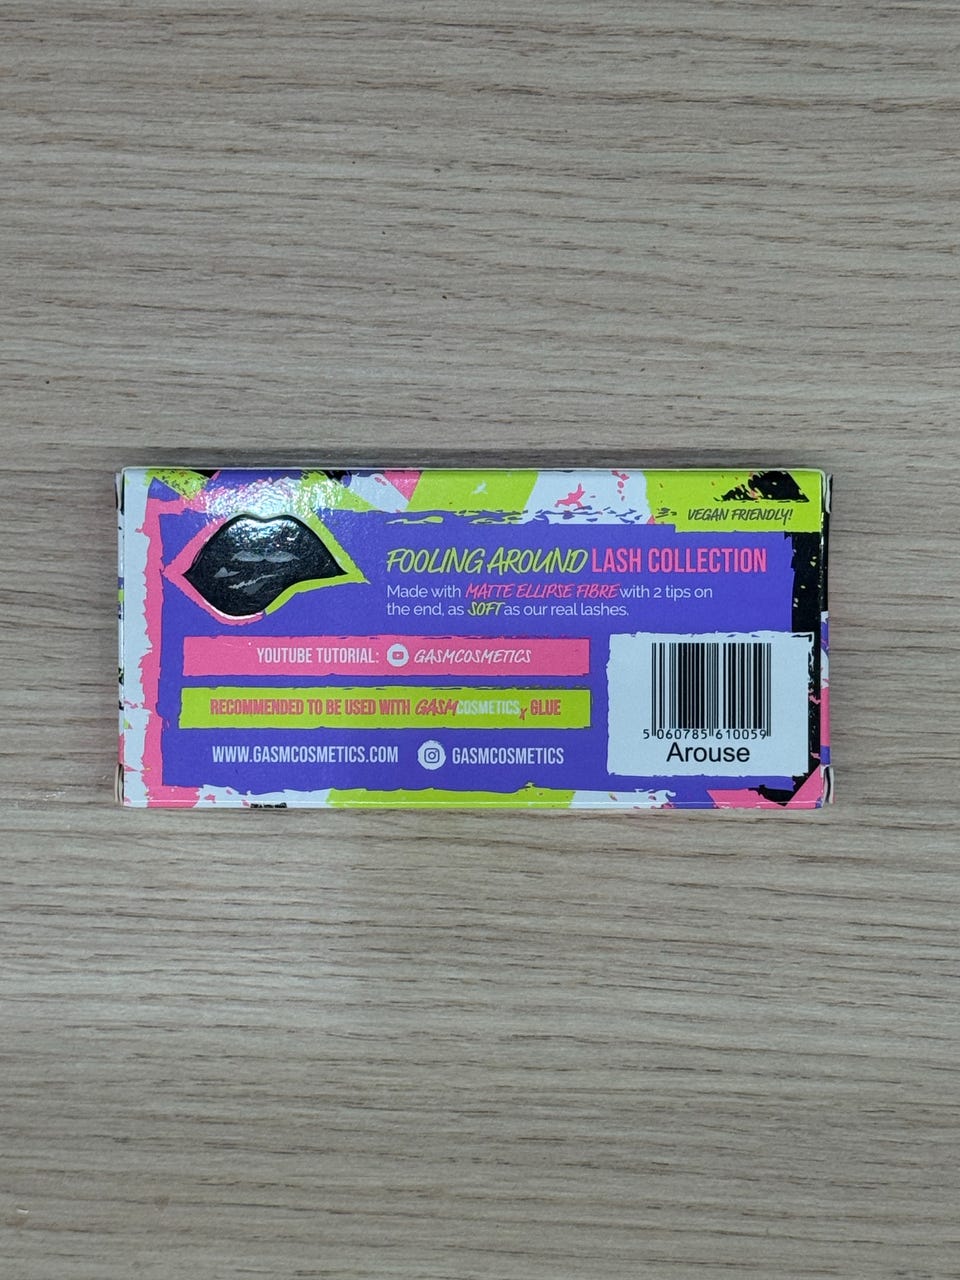 VEGAN FRIENDLY!
FOOLING AROUND LASH COLLECTION
Made with MATTE ELLIPSE FIBRE with 2 tips on
the end, as SOFT as our real lashes.
YOUTUBE TUTORIAL: GASMCOSMETICS
RECOMMENDED TO BE USED WITH GASMCOSMETICSX GLUE
WWW.GASMCOSMETICS.COM GASMCOSMETICS
5 060785 610059
Arouse